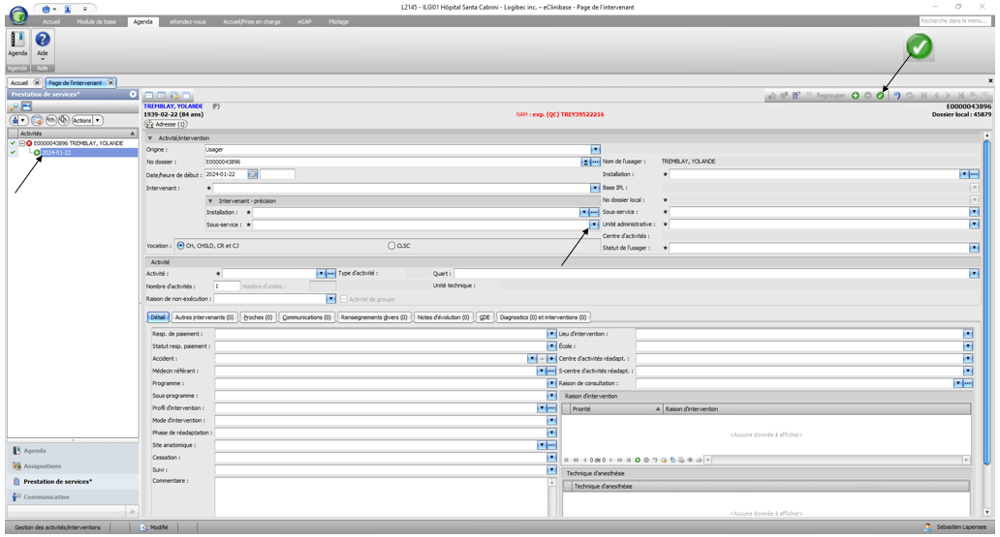 L2145 - ILGI01 Hôpital Santa Cabrini - Logibec inc. – eClinibase - Page de l'intervenant
Accueil Module de base Agenda eRendez-vous Accueil/Prise en charge eGAP Pilotage
Recherche dans le menu...
Agenda Aide
Agenda Aide
Accueil Page de l'intervenant
Prestation de services*
Regrouper
TREMBLAY, YOLANDE (F) E0000043896
1939-02-22 (84 ans) NAM : exp. (QC) TREY39522216 Dossier local : 45879
Adresse (1)
Actions
Activités
E0000043896 TREMBLAY, YOLANDE
2024-01-22
Activité/intervention
Origine : Usager
No dossier : E0000043896 Nom de l'usager : TREMBLAY, YOLANDE
Date/heure de début : 2024-01-22 Installation :
Intervenant : Base IPL :
Intervenant - précision No dossier local :
Installation : Sous-service :
Sous-service : Unité administrative :
Centre d'activités :
Vocation : CH, CHSLD, CR et CJ CLSC Statut de l'usager :
Activité
Activité : Type d'activité : Quart :
Nombre d'activités : 1 Nombre d'unités : Unité technique :
Raison de non-exécution : Activité de groupe
Détail Autres intervenants (0) Proches (0) Communications (0) Renseignements divers (0) Notes d'évolution (0) GDE Diagnostics (0) et interventions (0)
Resp. de paiement : Lieu d'intervention :
Statut resp. paiement : École :
Accident : Centre d'activités réadapt. :
Médecin référant : S-centre d'activités réadapt. :
Programme : Raison de consultation :
Sous-programme : Raison d'intervention
Profil d'intervention : Priorité Raison d'intervention
Mode d'intervention :
Phase de réadaptation : <Aucune donnée à afficher>
Site anatomique :
Cessation : 0 de 0
Suivi : Technique d'anesthésie
Commentaire : Technique d'anesthésie
<Aucune donnée à afficher>
Agenda
Assignations
Prestation de services*
Communication
Gestion des activités/interventions Modifié Sebastien Lapensee